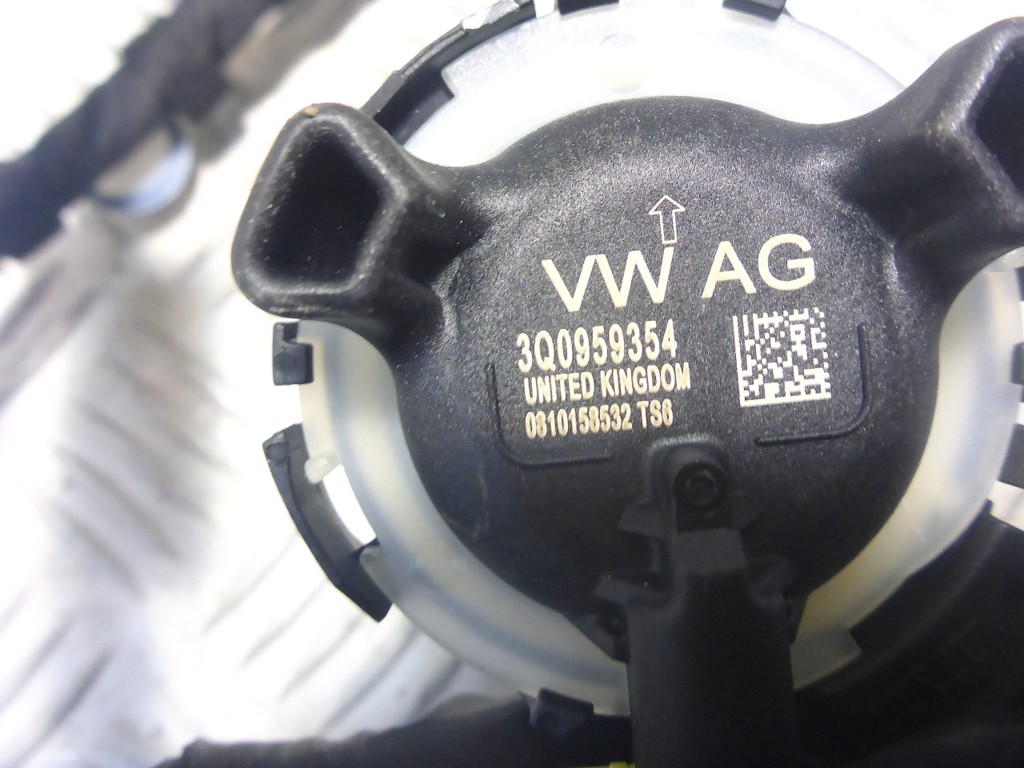 VW AG
3Q0959354
UNITED KINGDOM
0810158532 TS6